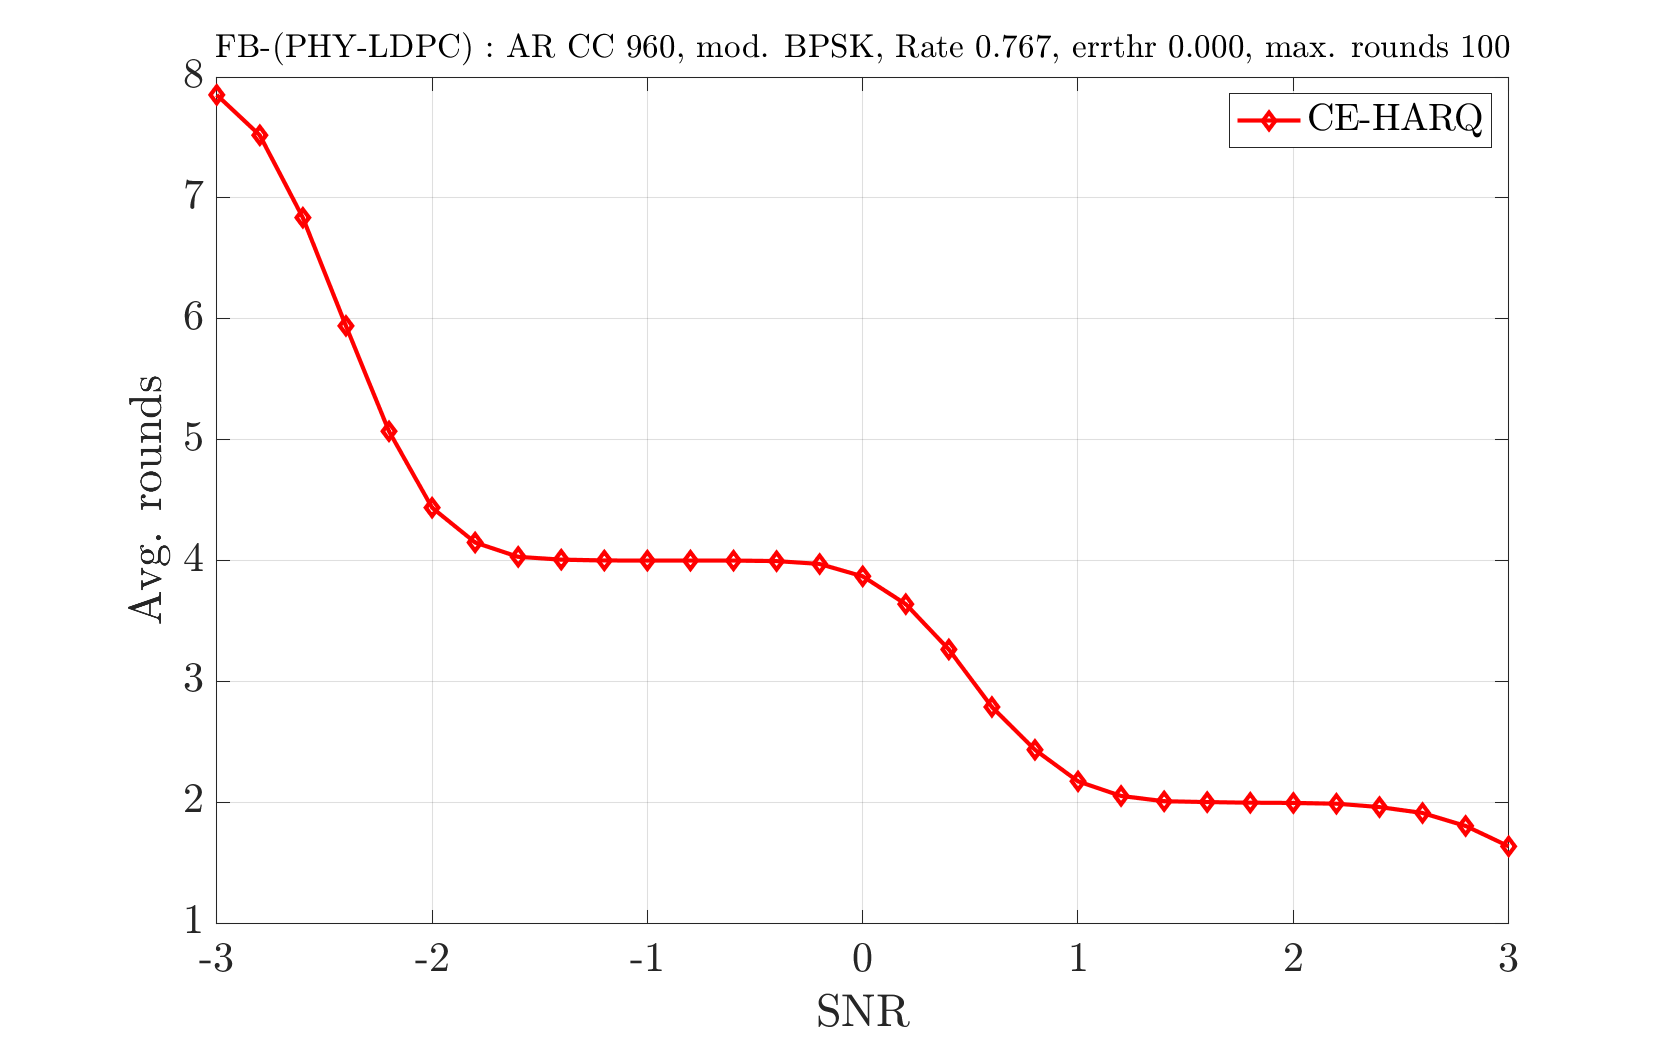 FB-(PHY-LDPC) : AR CC 960, mod. BPSK, Rate 0.767, errthr 0.000, max. rounds 100
CE-HARQ
8
7
6
5
4
3
2
1
Avg. rounds
-3 -2 -1 0 1 2 3
SNR